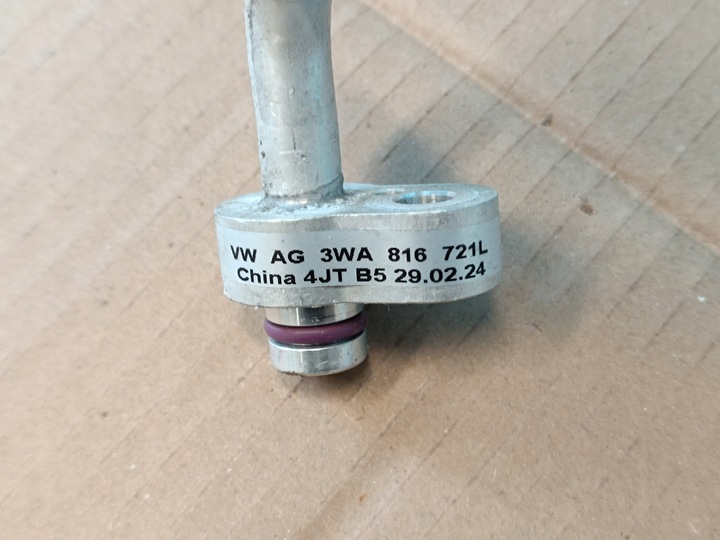 VW AG 3WA 816 721L
China 4JT B5 29.02.24